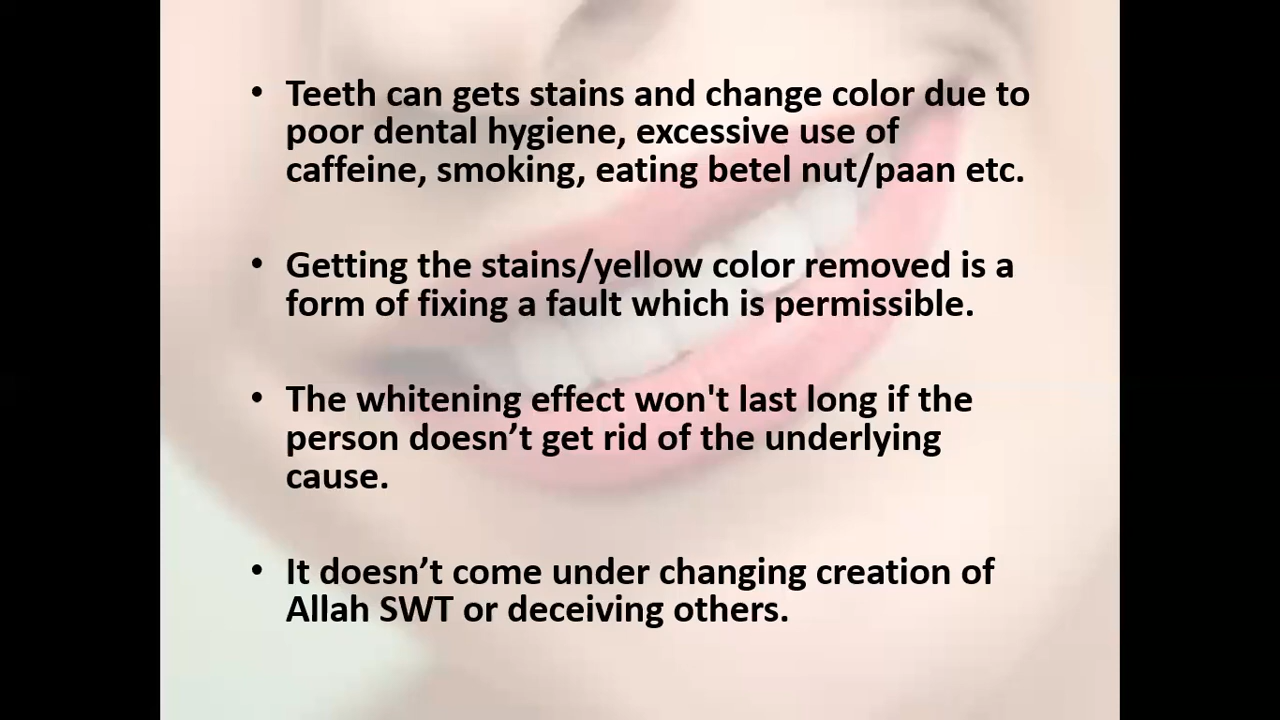 • Teeth can gets stains and change color due to
poor dental hygiene, excessive use of
caffeine, smoking, eating betel nut/paan etc.
• Getting the stains/yellow color removed is a
form of fixing a fault which is permissible.
• The whitening effect won't last long if the
person doesn’t get rid of the underlying
cause.
• It doesn’t come under changing creation of
Allah SWT or deceiving others.